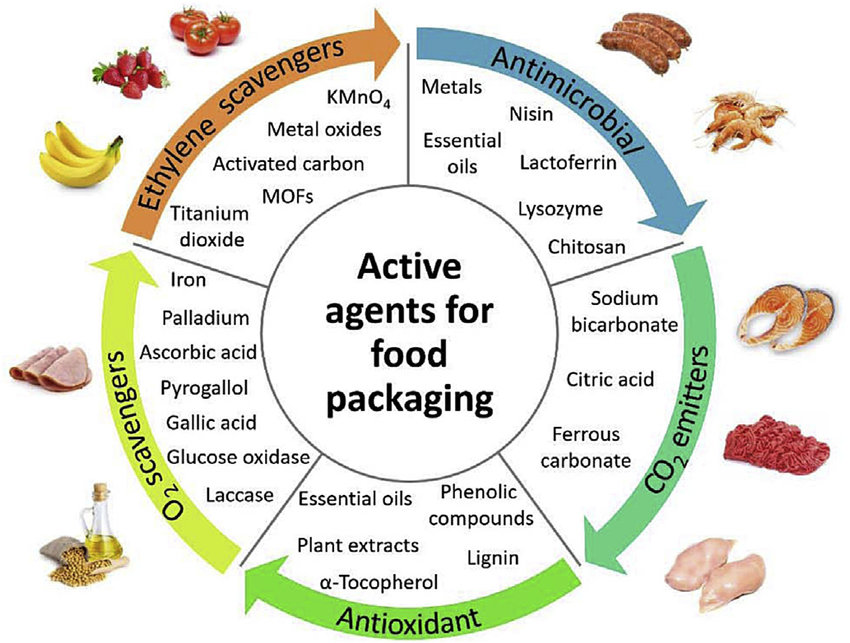 Ethylene scavengers
KMnO₄
Metal oxides
Activated carbon
MOFs
Titanium
dioxide
Antimicrobial
Metals
Nisin
Essential
oils
Lactoferrin
Lysozyme
Chitosan
Active
agents for
food
packaging
CO₂ emitters
Sodium
bicarbonate
Citric acid
Ferrous
carbonate
Antioxidant
Essential oils
Phenolic
compounds
Plant extracts
Lignin
α-Tocopherol
O₂ scavengers
Iron
Palladium
Ascorbic acid
Pyrogallol
Gallic acid
Glucose oxidase
Laccase